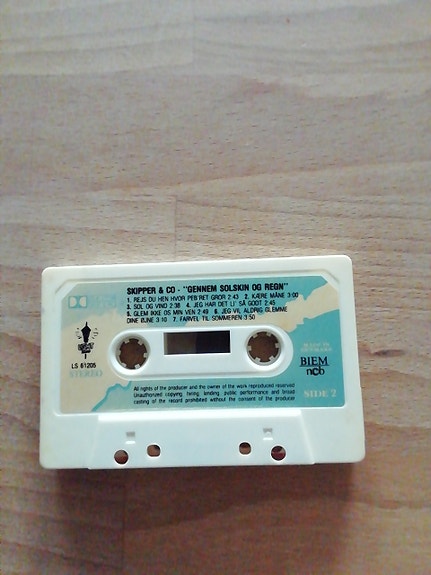 SKIPPER & CO - "GENNEM SOLSKIN OG REGN"
1. REJS DU HEN HVOR PEB'RET GROR 2:43 2. KÆRE MÅNE 3:00
3. SOL OG VIND 2:38 4. JEG HAR DET LI' SÅ GODT 2:45
5. GLEM IKKE OS MIN VEN 2:49 6. JEG VIL ALDRIG GLEMME
DINE ØJNE 3:10 7. FARVEL TIL SOMMEREN 3:50
LS 61205
STEREO
MADE IN
DENMARK
BIEM
ncb
SIDE 2
All rights of the producer and the owner of the work reproduced reserved
Unauthorized copying, hiring, lending, public performance and broad
casting of the record prohibited without the consent of the producer